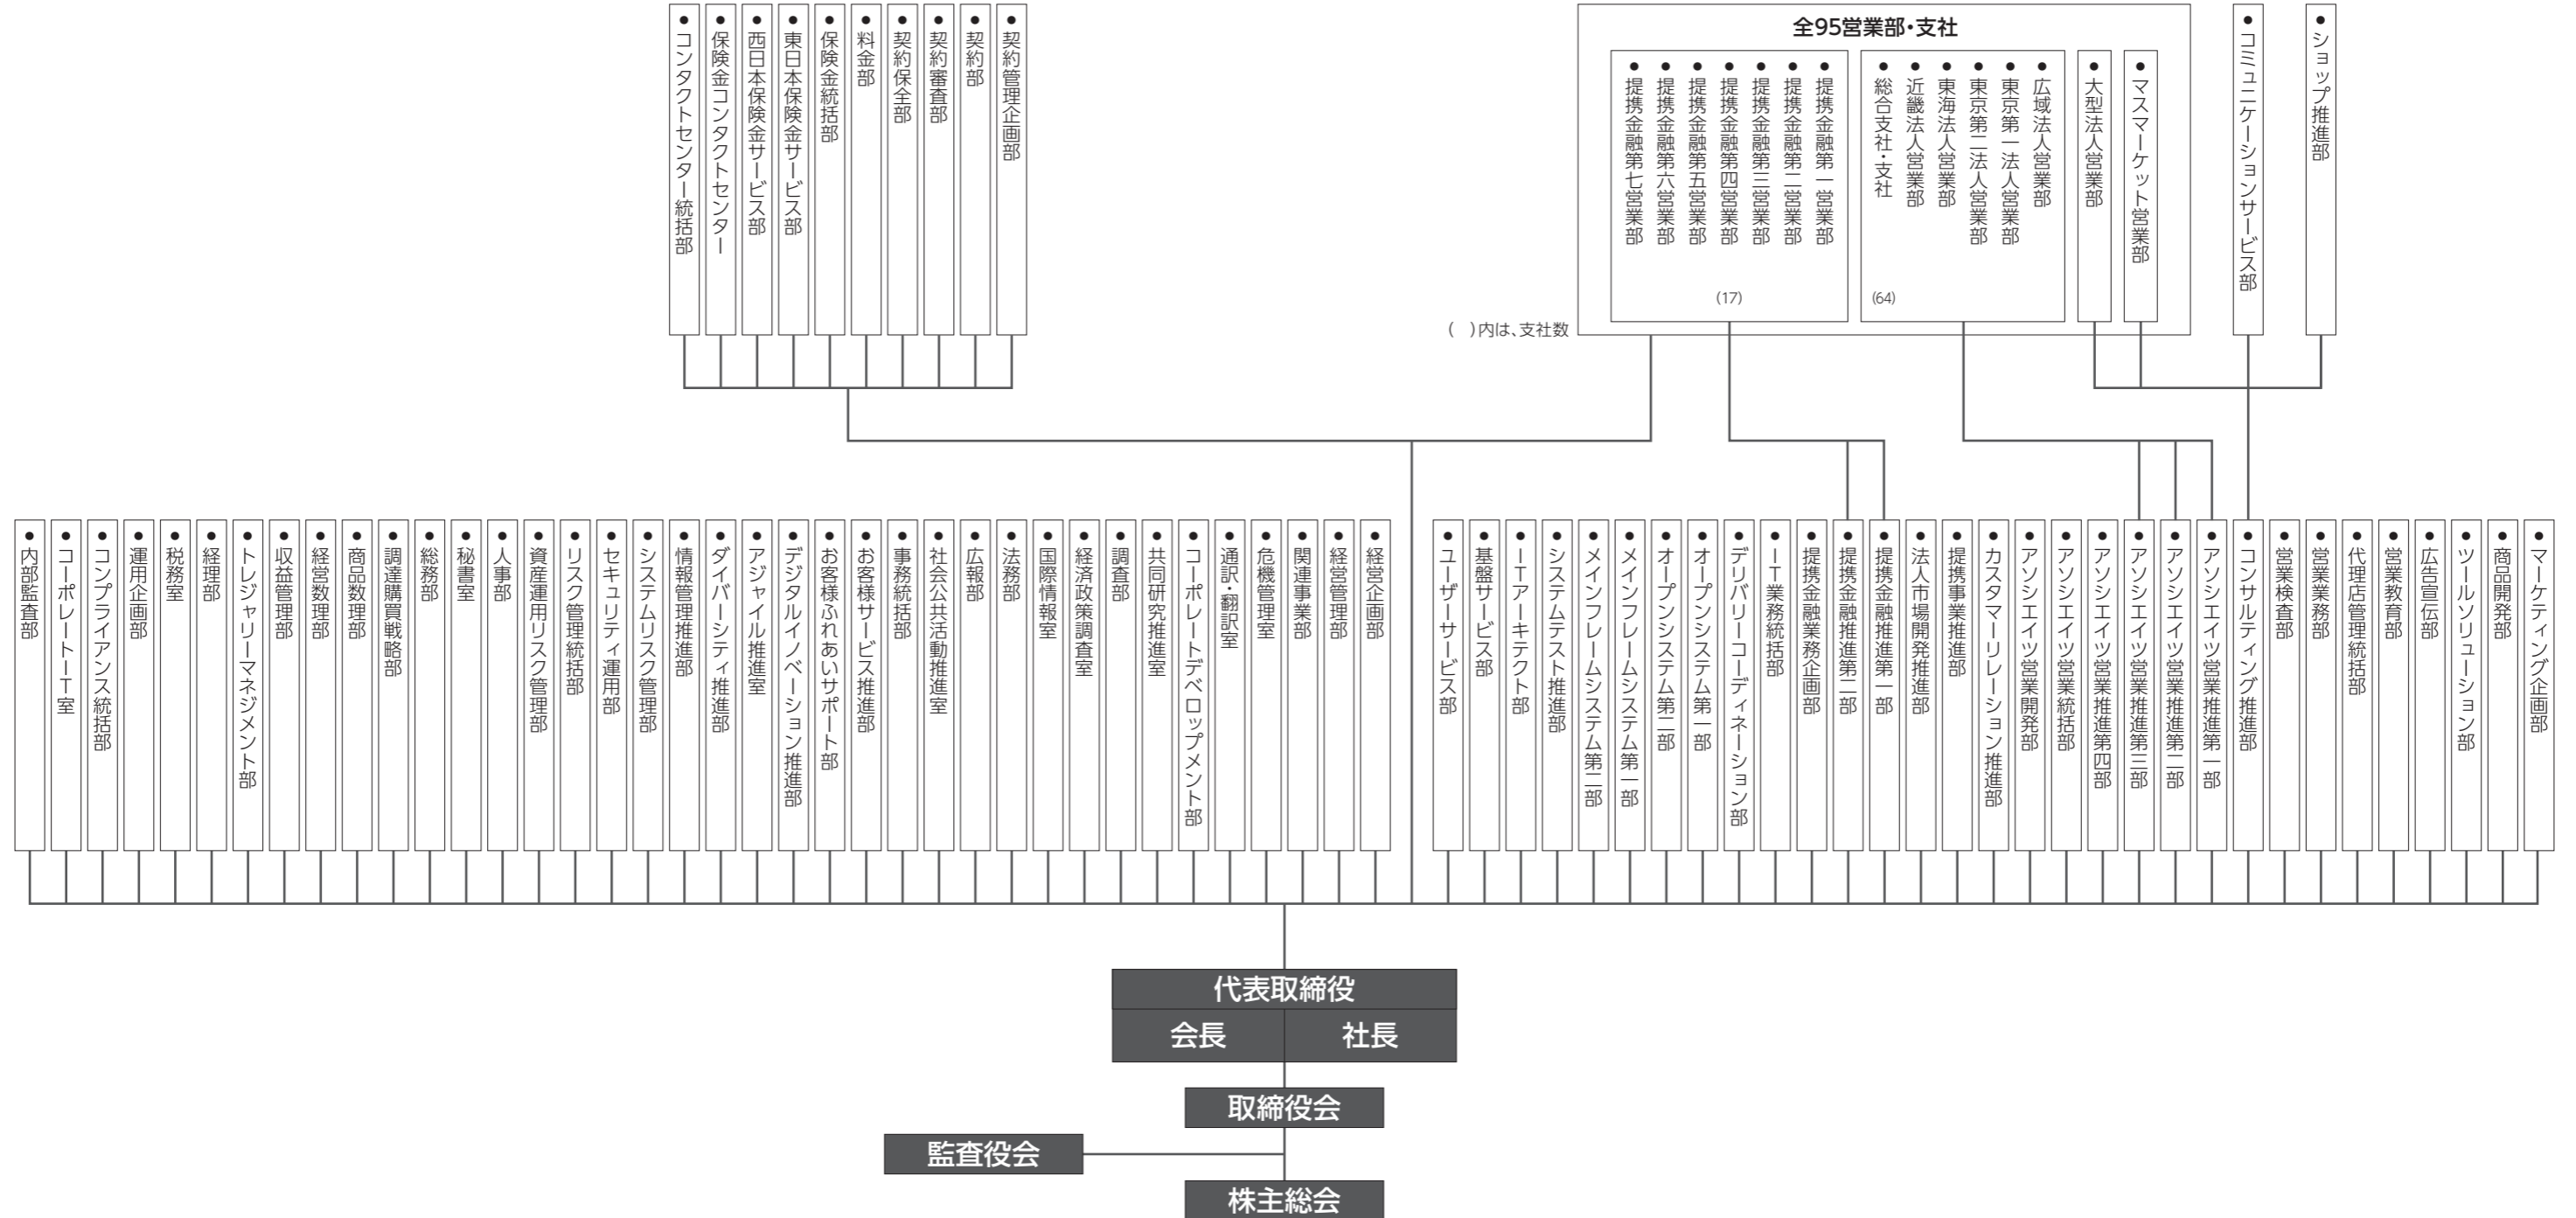 コンタクトセンター統括部
保険金コンタクトセンター
西日本保険金サービス部
東日本保険金サービス部
保険金統括部
料金部
契約保全部
契約審査部
契約部
契約管理企画部
全95営業部・支社
提携金融第七営業部
提携金融第六営業部
提携金融第五営業部
提携金融第四営業部
提携金融第三営業部
提携金融第二営業部
提携金融第一営業部
(17)
総合支社・支社
近畿法人営業部
東海法人営業部
東京第二法人営業部
東京第一法人営業部
広域法人営業部
(64)
大型法人営業部
マスマーケット営業部
コミュニケーションサービス部
ショップ推進部
(　)内は、支社数
内部監査部
コーポレートIT室
コンプライアンス統括部
運用企画部
税務室
経理部
トレジャリーマネジメント部
収益管理部
経営数理部
商品数理部
調達購買戦略部
総務部
秘書室
人事部
資産運用リスク管理部
リスク管理統括部
セキュリティ運用部
システムリスク管理部
情報管理推進部
ダイバーシティ推進部
アジャイル推進室
デジタルイノベーション推進部
お客様ふれあいサポート部
お客様サービス推進部
事務統括部
社会公共活動推進室
広報部
法務部
国際情報室
経済政策調査室
調査部
共同研究推進室
コーポレートデベロップメント部
通訳・翻訳室
危機管理室
関連事業部
経営管理部
経営企画部
ユーザーサービス部
基盤サービス部
ITアーキテクト部
システムテスト推進部
メインフレームシステム第二部
メインフレームシステム第一部
オープンシステム第二部
オープンシステム第一部
デリバリーコーディネーション部
IT業務統括部
提携金融業務企画部
提携金融推進第二部
提携金融推進第一部
法人市場開発推進部
提携事業推進部
カスタマーリレーション推進部
アソシエイツ営業開発部
アソシエイツ営業統括部
アソシエイツ営業推進第四部
アソシエイツ営業推進第三部
アソシエイツ営業推進第二部
アソシエイツ営業推進第一部
コンサルティング推進部
営業検査部
営業業務部
代理店管理統括部
営業教育部
広告宣伝部
ツールソリューション部
商品開発部
マーケティング企画部
代表取締役
会長
社長
取締役会
監査役会
株主総会